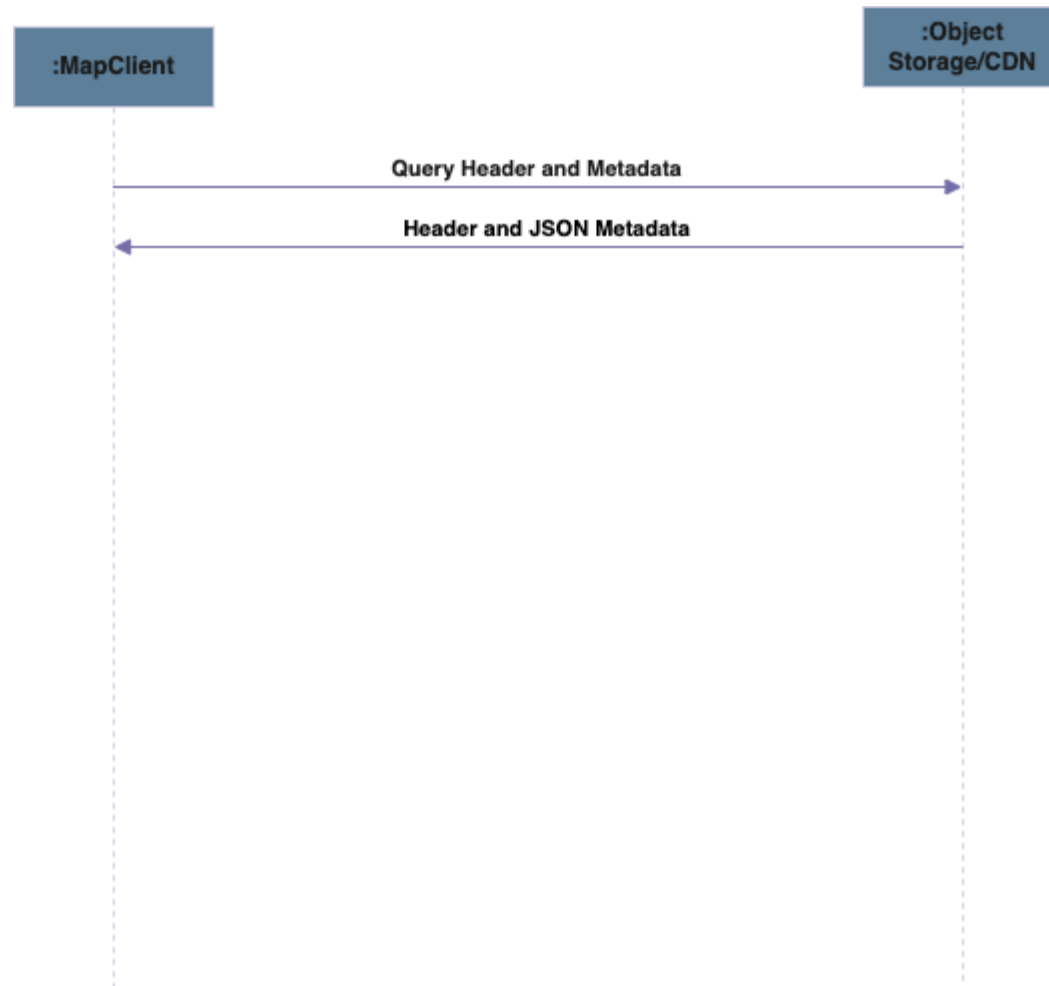 :MapClient
:Object
Storage/CDN
Query Header and Metadata
Header and JSON Metadata